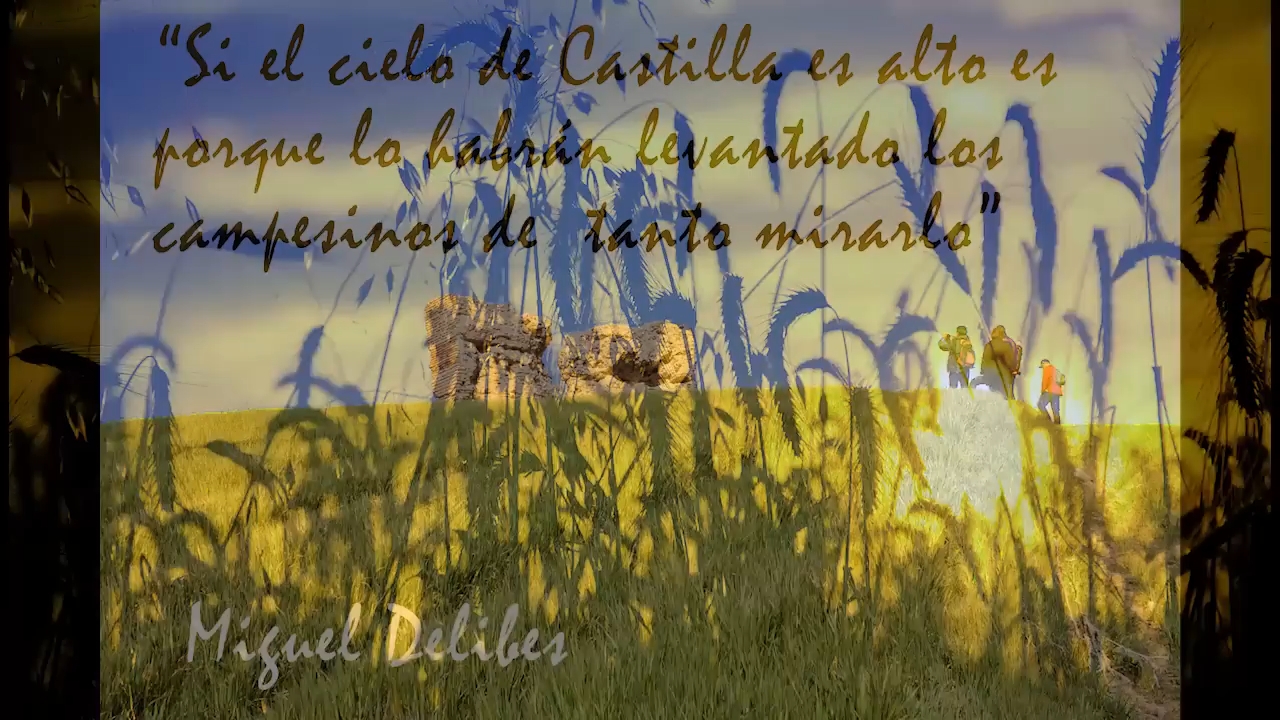 “Si el cielo de Castilla es alto es
porque lo habrán levantado los
campesinos de tanto mirarlo”
Miguel Delibes